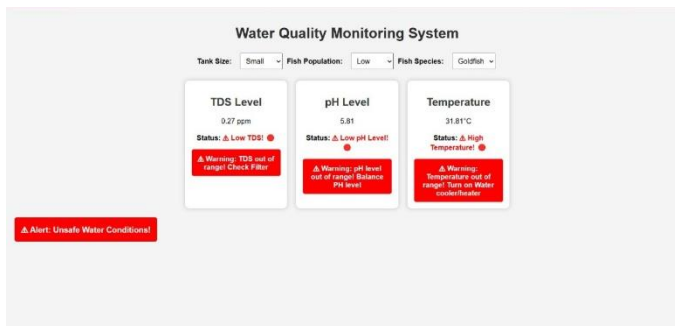 Water Quality Monitoring System
Tank Size: Small Fish Population: Low Fish Species: Goldfish
TDS Level
0.27 ppm
Status: ⚠ Low TDS! 🔴
⚠ Warning: TDS out of
range! Check Filter
pH Level
5.81
Status: ⚠ Low pH Level!
🔴
⚠ Warning: pH level
out of range! Balance
PH level
Temperature
31.81°C
Status: ⚠ High
Temperature! 🔴
⚠ Warning:
Temperature out of
range! Turn on Water
cooler/heater
⚠ Alert: Unsafe Water Conditions!